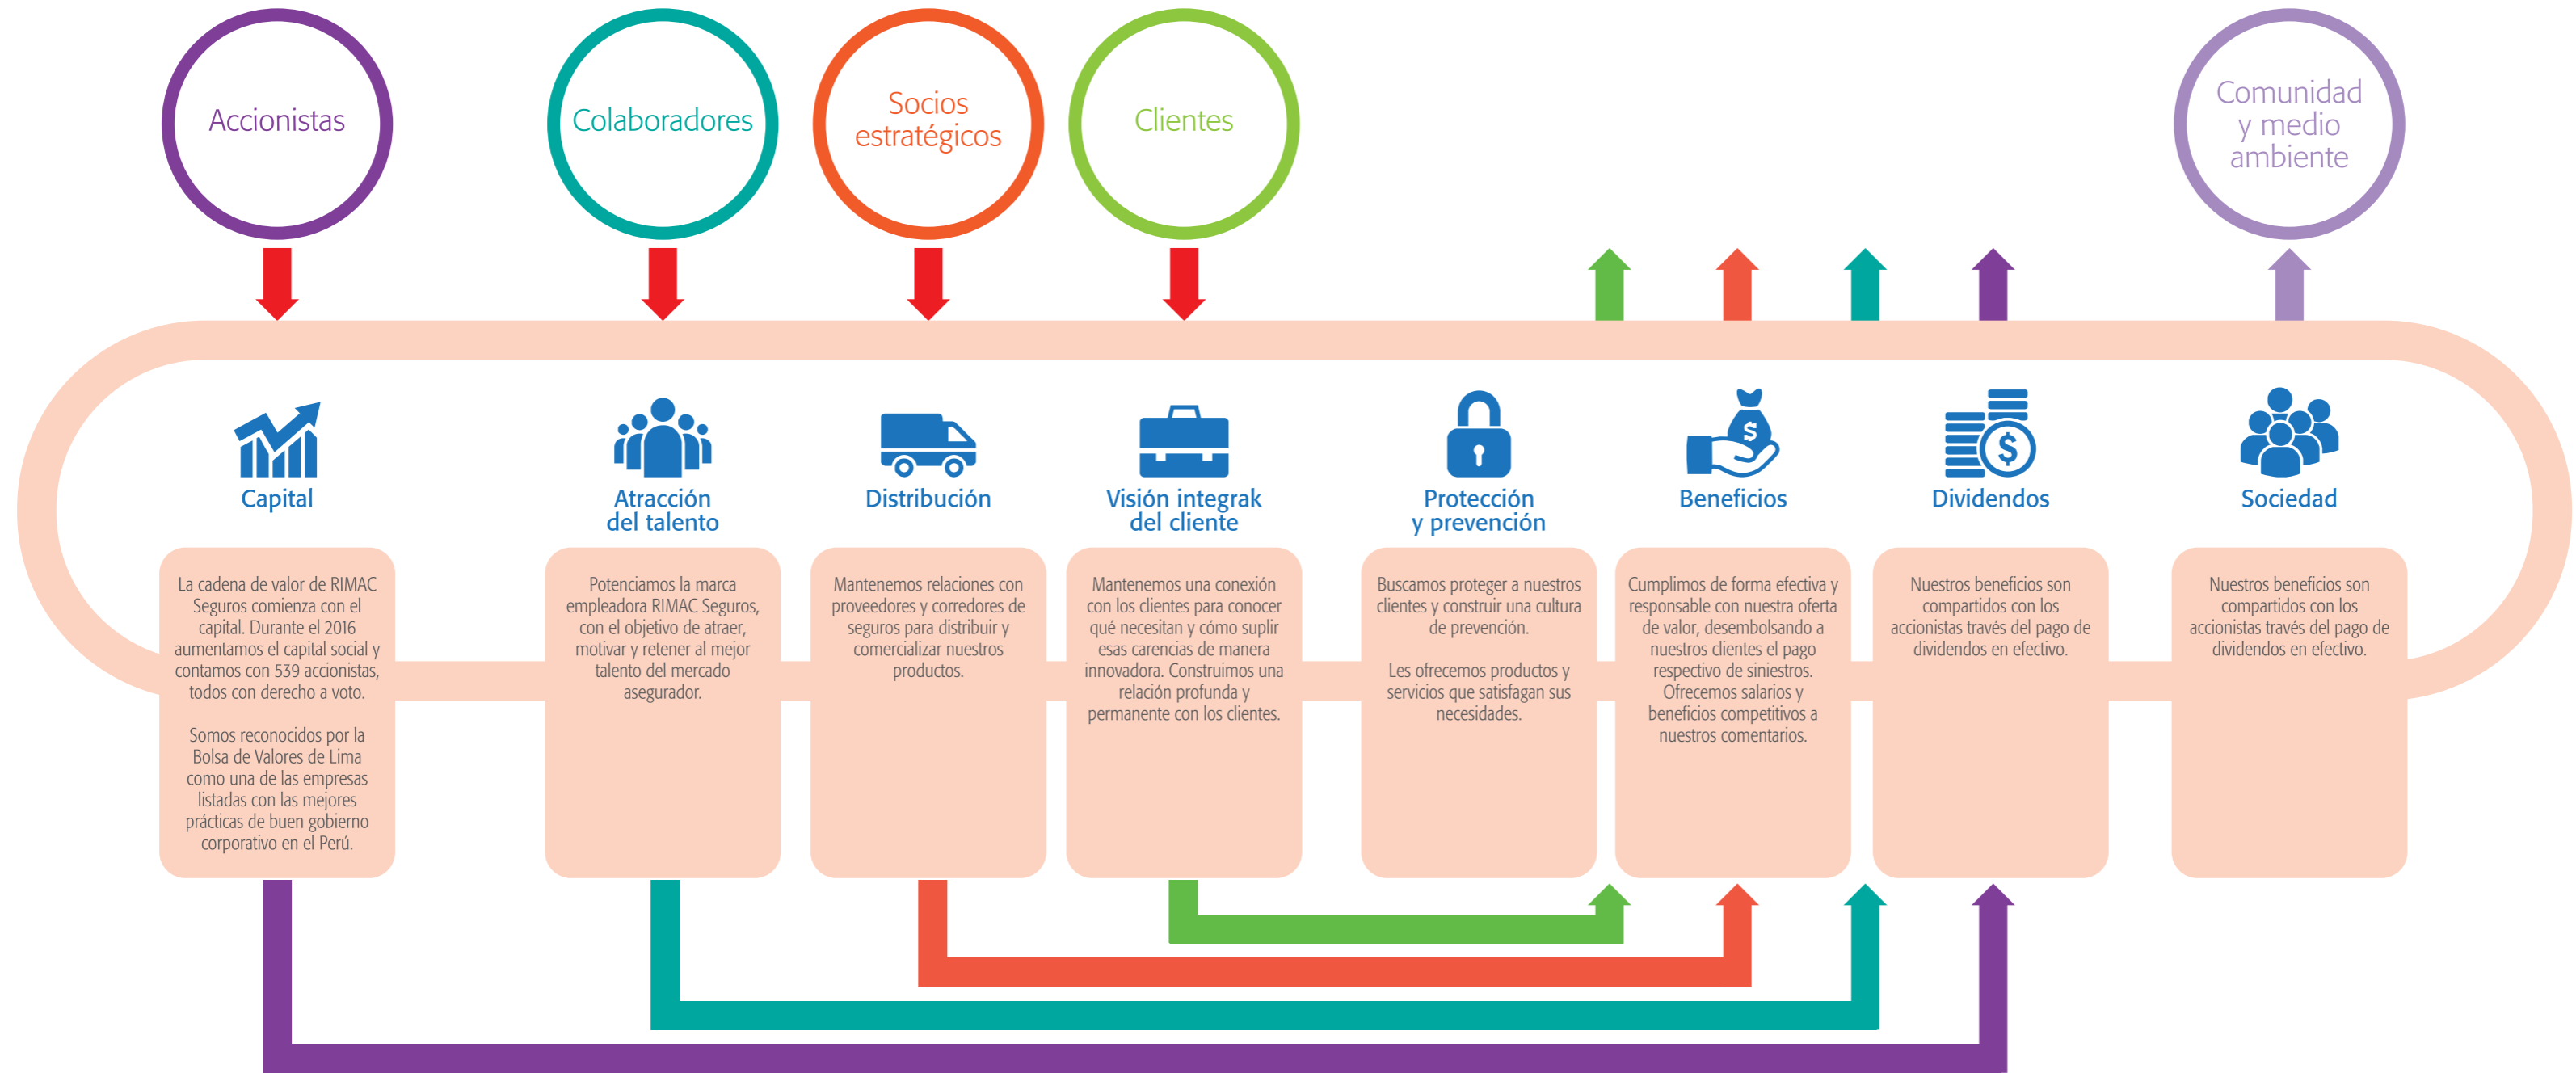 Accionistas
Colaboradores
Socios
estratégicos
Clientes
Comunidad
y medio
ambiente
Capital
La cadena de valor de RIMAC
Seguros comienza con el
capital. Durante el 2016
aumentamos el capital social y
contamos con 539 accionistas,
todos con derecho a voto.
Somos reconocidos por la
Bolsa de Valores de Lima
como una de las empresas
listadas con las mejores
prácticas de buen gobierno
corporativo en el Perú.
Atracción
del talento
Potenciamos la marca
empleadora RIMAC Seguros,
con el objetivo de atraer,
motivar y retener al mejor
talento del mercado
asegurador.
Distribución
Mantenemos relaciones con
proveedores y corredores de
seguros para distribuir y
comercializar nuestros
productos.
Visión integrak
del cliente
Mantenemos una conexión
con los clientes para conocer
qué necesitan y cómo suplir
esas carencias de manera
innovadora. Construimos una
relación profunda y
permanente con los clientes.
Protección
y prevención
Buscamos proteger a nuestros
clientes y construir una cultura
de prevención.
Les ofrecemos productos y
servicios que satisfagan sus
necesidades.
Beneficios
Cumplimos de forma efectiva y
responsable con nuestra oferta
de valor, desembolsando a
nuestros clientes el pago
respectivo de siniestros.
Ofrecemos salarios y
beneficios competitivos a
nuestros comentarios.
Dividendos
Nuestros beneficios son
compartidos con los
accionistas través del pago de
dividendos en efectivo.
Sociedad
Nuestros beneficios son
compartidos con los
accionistas través del pago de
dividendos en efectivo.